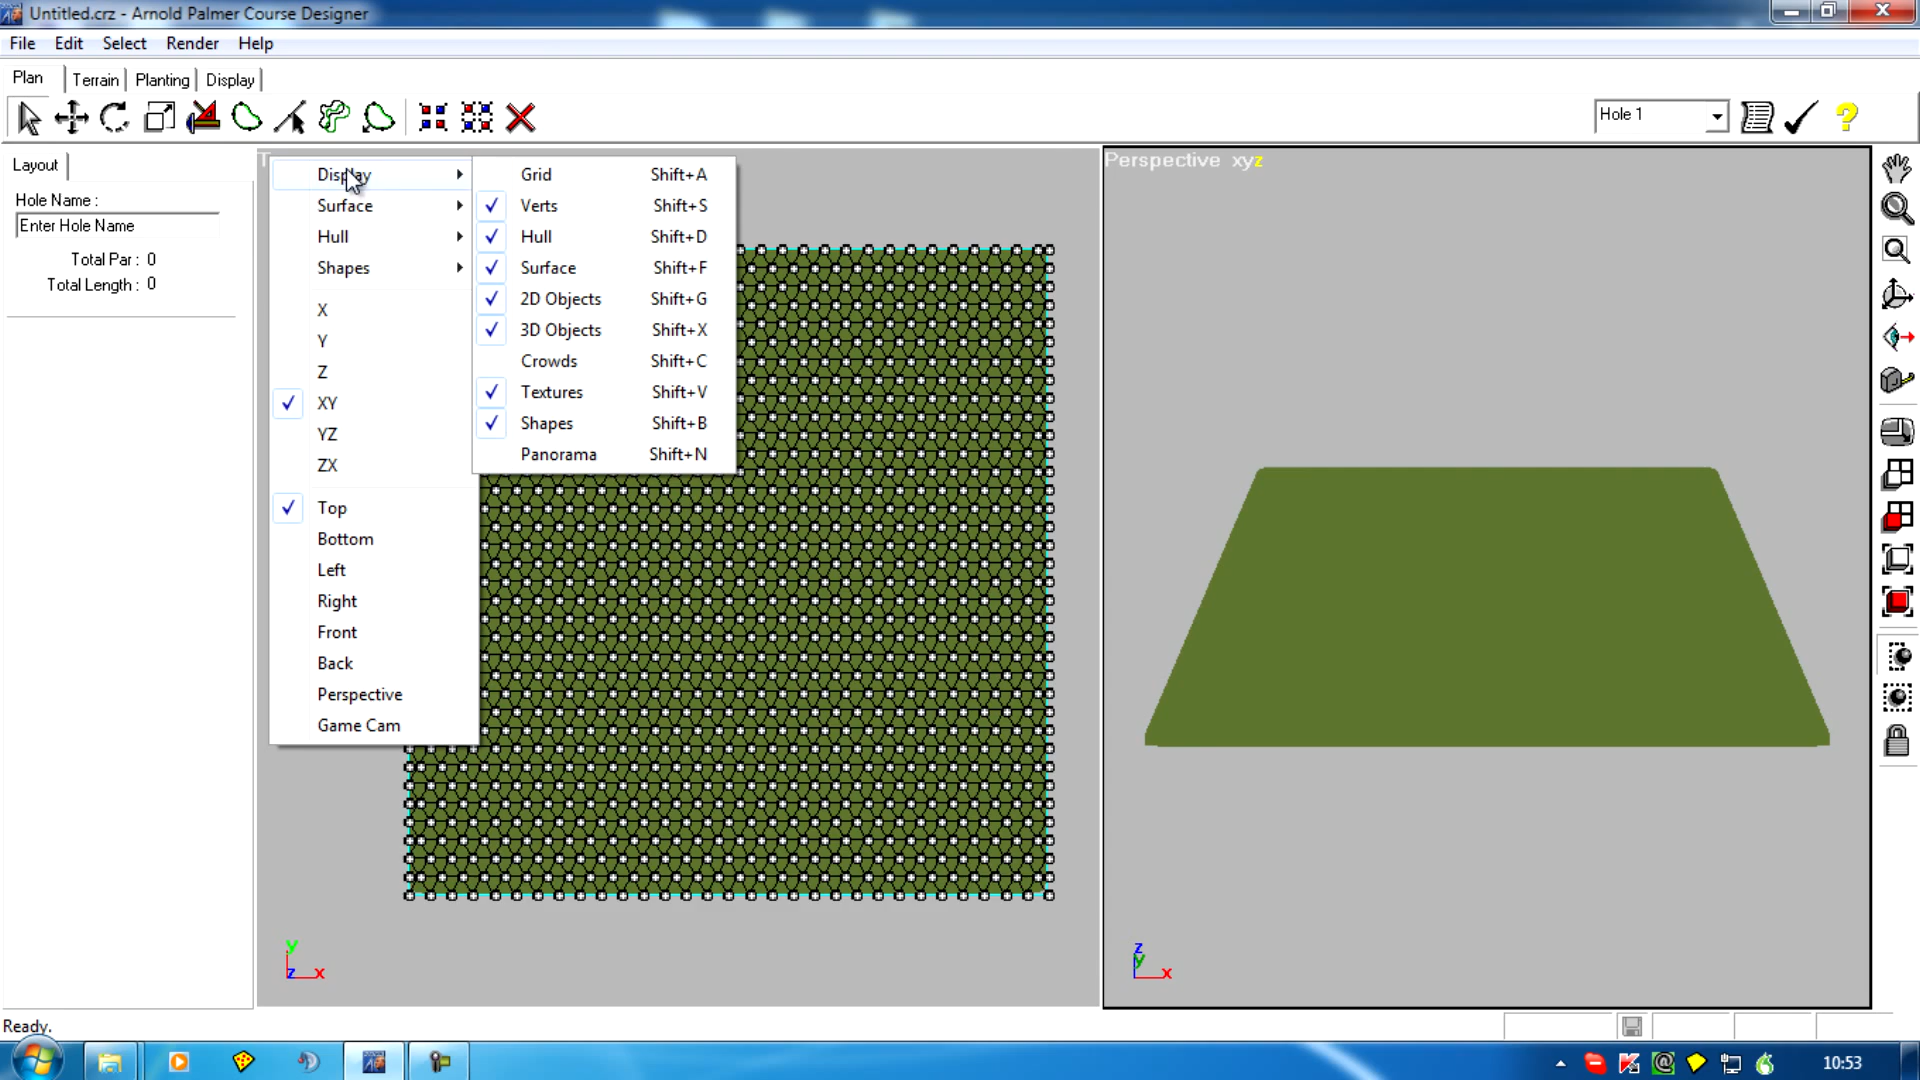 Untitled.crz - Arnold Palmer Course Designer
File Edit Select Render Help
Plan Terrain Planting Display
Hole 1
Layout
Hole Name :
Enter Hole Name
Total Par : 0
Total Length : 0
T
Display
Surface
Hull
Shapes
X
Y
Z
XY
YZ
ZX
Top
Bottom
Left
Right
Front
Back
Perspective
Game Cam
Grid Shift+A
Verts Shift+S
Hull Shift+D
Surface Shift+F
2D Objects Shift+G
3D Objects Shift+X
Crowds Shift+C
Textures Shift+V
Shapes Shift+B
Panorama Shift+N
Perspective xyz
y
z x
z
y
x
Ready.
10:53